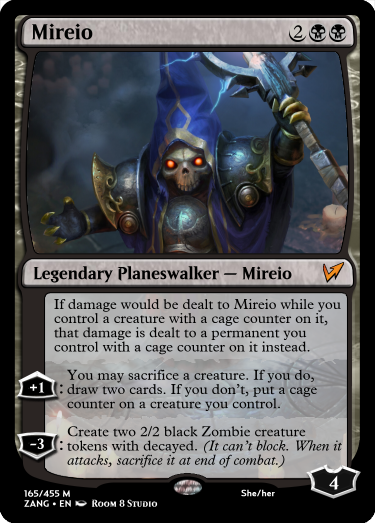 Mireio 2
Legendary Planeswalker — Mireio
If damage would be dealt to Mireio while you
control a creature with a cage counter on it,
that damage is dealt to a permanent you
control with a cage counter on it instead.
+1: You may sacrifice a creature. If you do,
draw two cards. If you don't, put a cage
counter on a creature you control.
-3: Create two 2/2 black Zombie creature
tokens with decayed. (It can't block. When it
attacks, sacrifice it at end of combat.)
4
165/455 M She/her
ZANG • EN Room 8 Studio